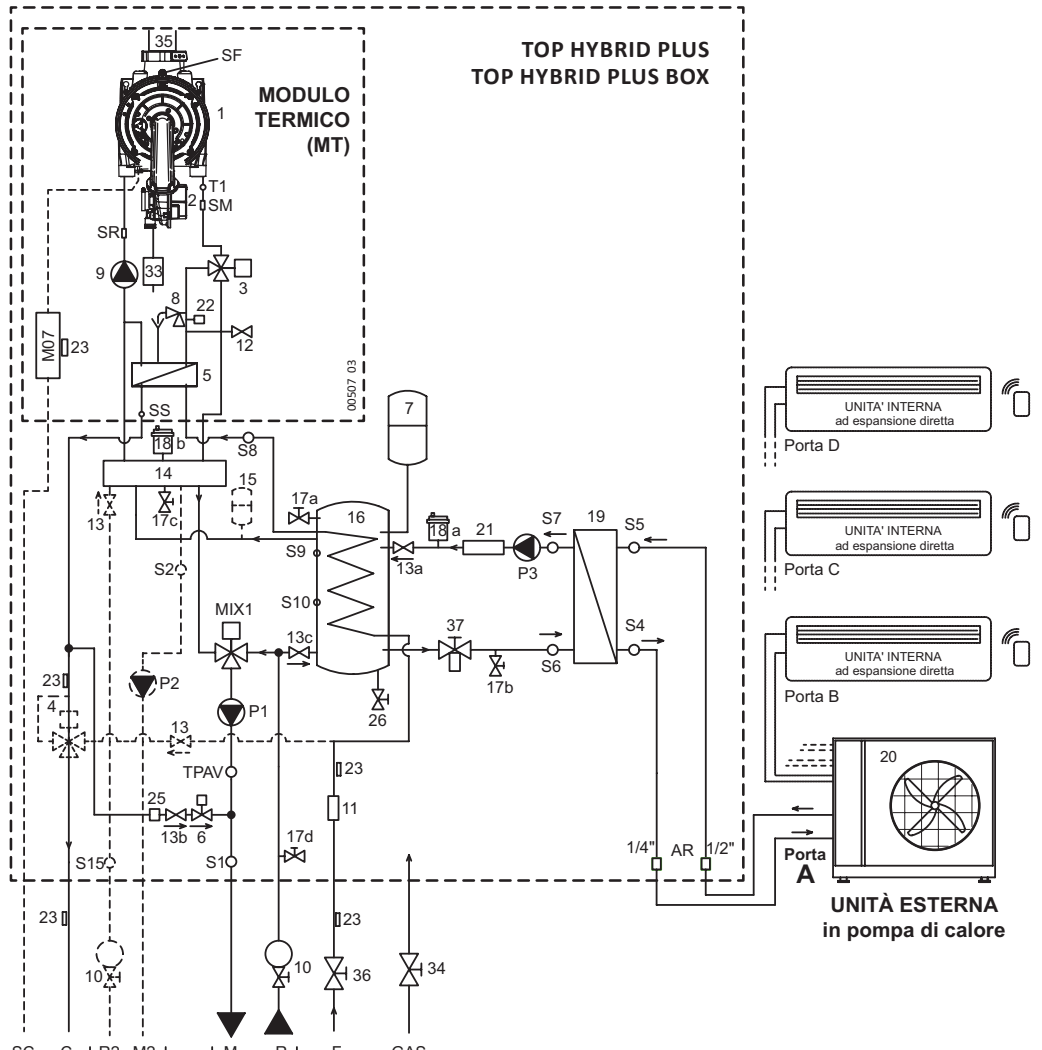 35
SF
TOP HYBRID PLUS
TOP HYBRID PLUS BOX
MODULO
TERMICO
(MT)
1
T1
2
SM
SR
9
33
3
8
22
M07
23
12
5
00507_03
SS
7
18 b
S8
14
15
17a
16
13
17c
S9
18 a
21
S7
19
S5
13a
P3
S2
S10
MIX1
13c
37
S4
S6
17b
23
P2
26
4
P1
13
TPAV
23
25
11
13b
6
17d
S15
S1
1/4"
AR
1/2"
23
23
10
10
36
34
UNITA' INTERNA
ad espansione diretta
Porta D
UNITA' INTERNA
ad espansione diretta
Porta C
UNITA' INTERNA
ad espansione diretta
Porta B
20
Porta
A
UNITÀ ESTERNA
in pompa di calore